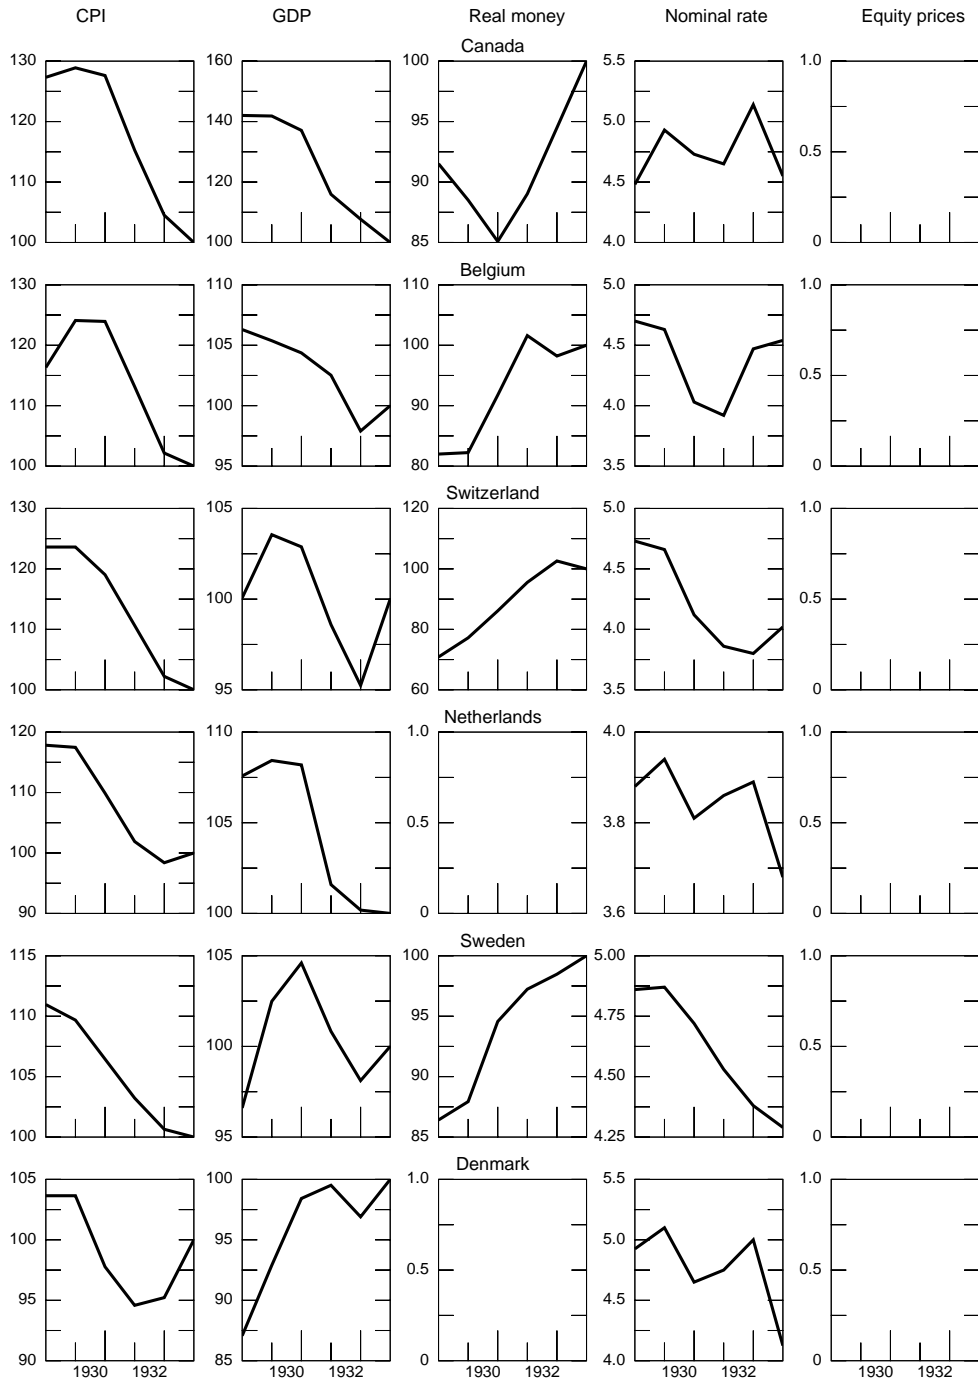 CPI GDP Real money Nominal rate Equity prices
Canada
130 160 100 5.5 1.0
120 140 95 5.0
90 4.5 0.5
110 120
100 100 85 4.0 0
Belgium
130 110 110 5.0 1.0
120 105 100 4.5
0.5
110 100 90 4.0
100 95 80 3.5 0
Switzerland
130 105 120 5.0 1.0
120 100 4.5
100 0.5
110 80 4.0
100 95 60 3.5 0
Netherlands
120 110 1.0 4.0 1.0
110
105 0.5 3.8 0.5
100
90 100 0 3.6 0
Sweden
115 105 100 5.00 1.0
110 95 4.75
100 0.5
105 90 4.50
100 95 85 4.25 0
Denmark
105 100 1.0 5.5 1.0
100 95 5.0
0.5 0.5
95 90 4.5
90 85 0 4.0 0
1930 1932 1930 1932 1930 1932 1930 1932 1930 1932